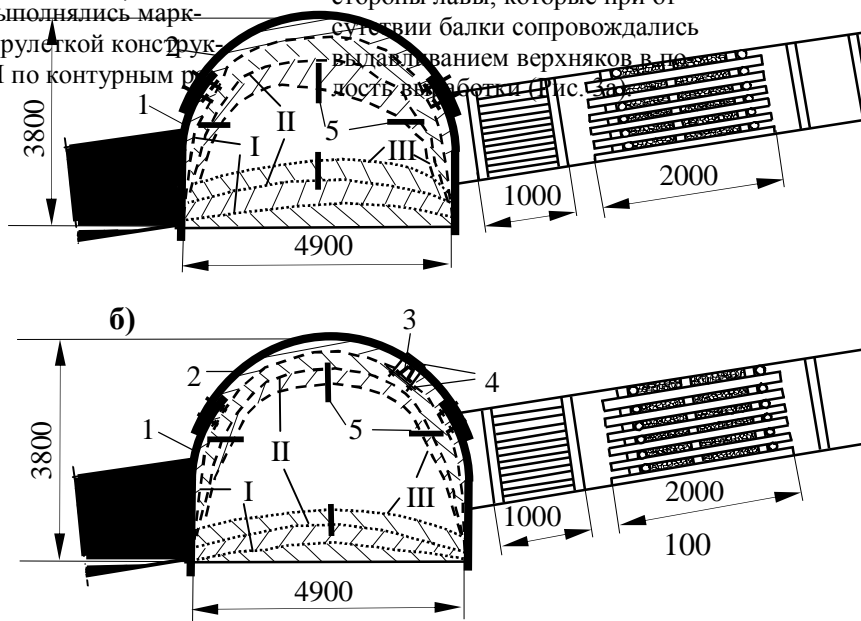 ыполнялись марк-
рулеткой конструк-
по контурным
стороны лавы, которые при от-
сутствии балки сопровождались
выдавливанием верхняков в по-
лость выработки (Рис. 3а).
2
1
3800
I
II
5
III
4900
1000
2000
б)
3
2
4
1
5
3800
II
I
III
4900
1000
2000
100